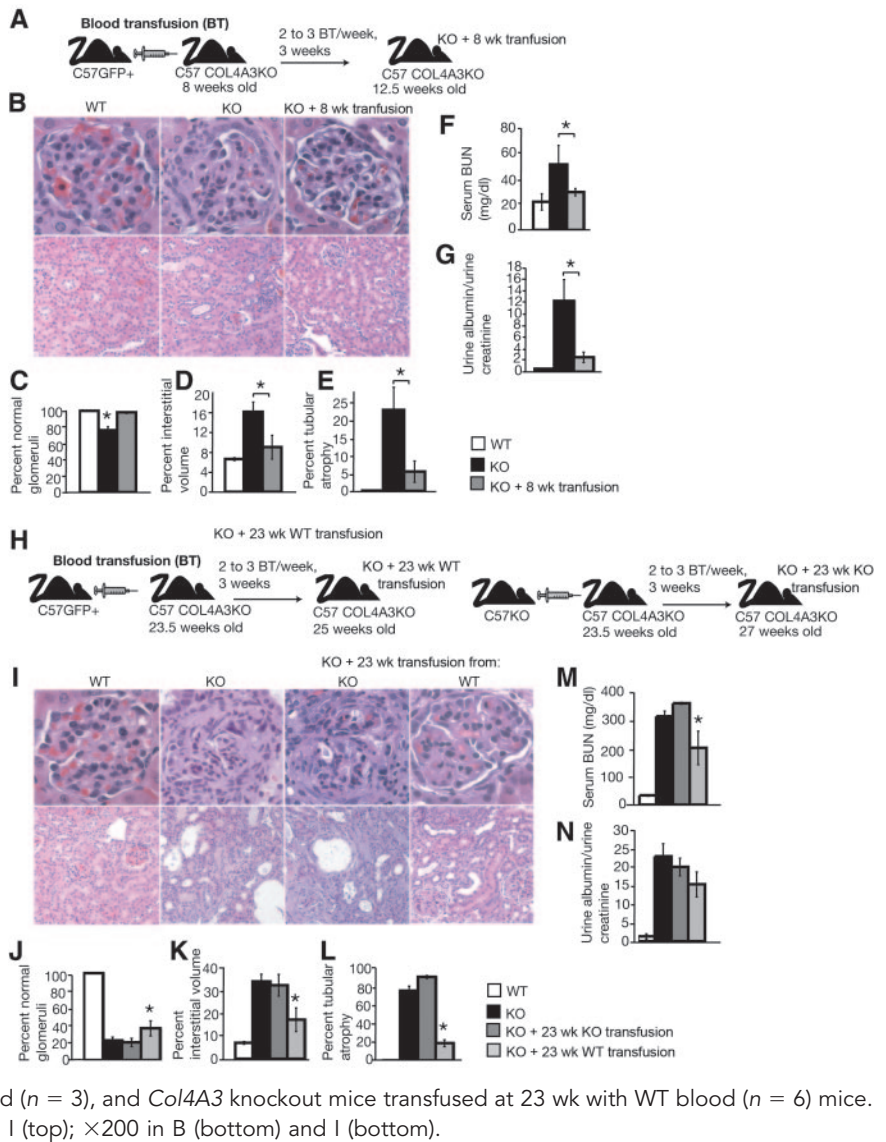 A
Blood transfusion (BT)
2 to 3 BT/week,
3 weeks
KO + 8 wk tranfusion
C57GFP+
C57 COL4A3KO
8 weeks old
C57 COL4A3KO
12.5 weeks old
B
WT
KO
KO + 8 wk tranfusion
F
Serum BUN
(mg/dl)
80
60
40
20
0
*
G
Urine albumin/urine
creatinine
18
16
14
12
10
8
6
4
2
0
*
C
Percent normal
glomeruli
100
80
60
40
20
0
*
D
Percent interstitial
volume
20
16
12
8
4
0
*
E
Percent tubular
atrophy
25
20
15
10
5
0
*
WT
KO
KO + 8 wk tranfusion
H
KO + 23 wk WT transfusion
Blood transfusion (BT)
2 to 3 BT/week,
3 weeks
KO + 23 wk WT
transfusion
C57GFP+
C57 COL4A3KO
23.5 weeks old
C57 COL4A3KO
25 weeks old
2 to 3 BT/week,
3 weeks
KO + 23 wk KO
transfusion
C57KO
C57 COL4A3KO
23.5 weeks old
C57 COL4A3KO
27 weeks old
I
KO + 23 wk transfusion from:
WT
KO
KO
WT
M
Serum BUN (mg/dl)
400
300
200
100
0
*
N
Urine albumin/urine
creatinine
30
25
20
15
10
5
0
J
Percent normal
glomeruli
100
80
60
40
20
0
*
K
Percent
interstitial volume
40
30
20
10
0
*
L
Percent tubular
atrophy
100
80
60
40
20
0
*
WT
KO
KO + 23 wk KO transfusion
KO + 23 wk WT transfusion
d (n = 3), and Col4A3 knockout mice transfused at 23 wk with WT blood (n = 6) mice.
I (top); ×200 in B (bottom) and I (bottom).